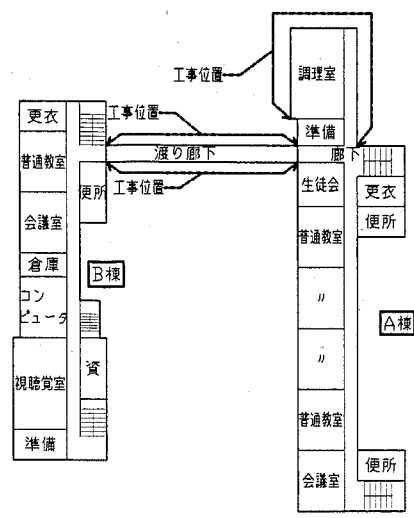 調理室
工事位置
準備
更衣
工事位置
渡り廊下
廊下
普通教室
便所
工事位置
生徒会
更衣
便所
会議室
普通教室
倉庫
B棟
〃
コン
ピュータ
A棟
〃
視聴覚室
資
普通教室
準備
便所
会議室